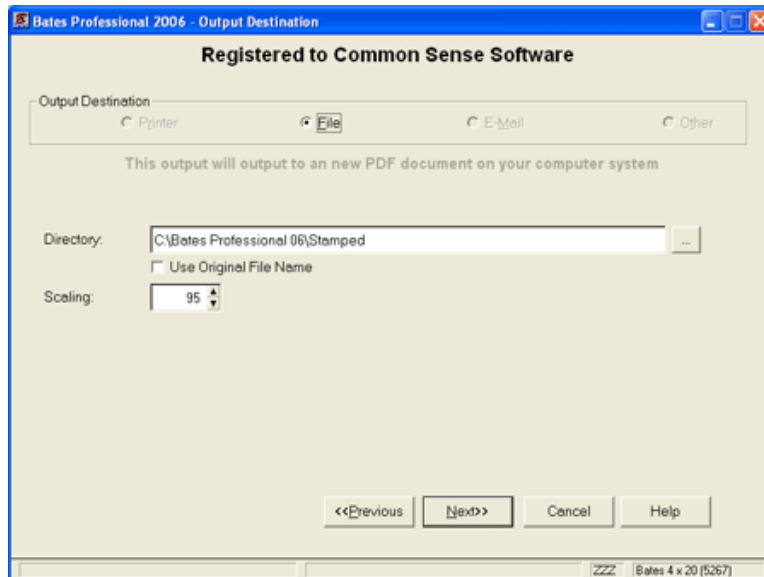 Bates Professional 2006 - Output Destination
Registered to Common Sense Software
Output Destination
Printer File E-Mail Other
This output will output to an new PDF document on your computer system
Directory: C:\Bates Professional 06\Stamped ...
Use Original File Name
Scaling: 95
<<Previous Next>> Cancel Help
ZZZ Bates 4 x 20 (5267)